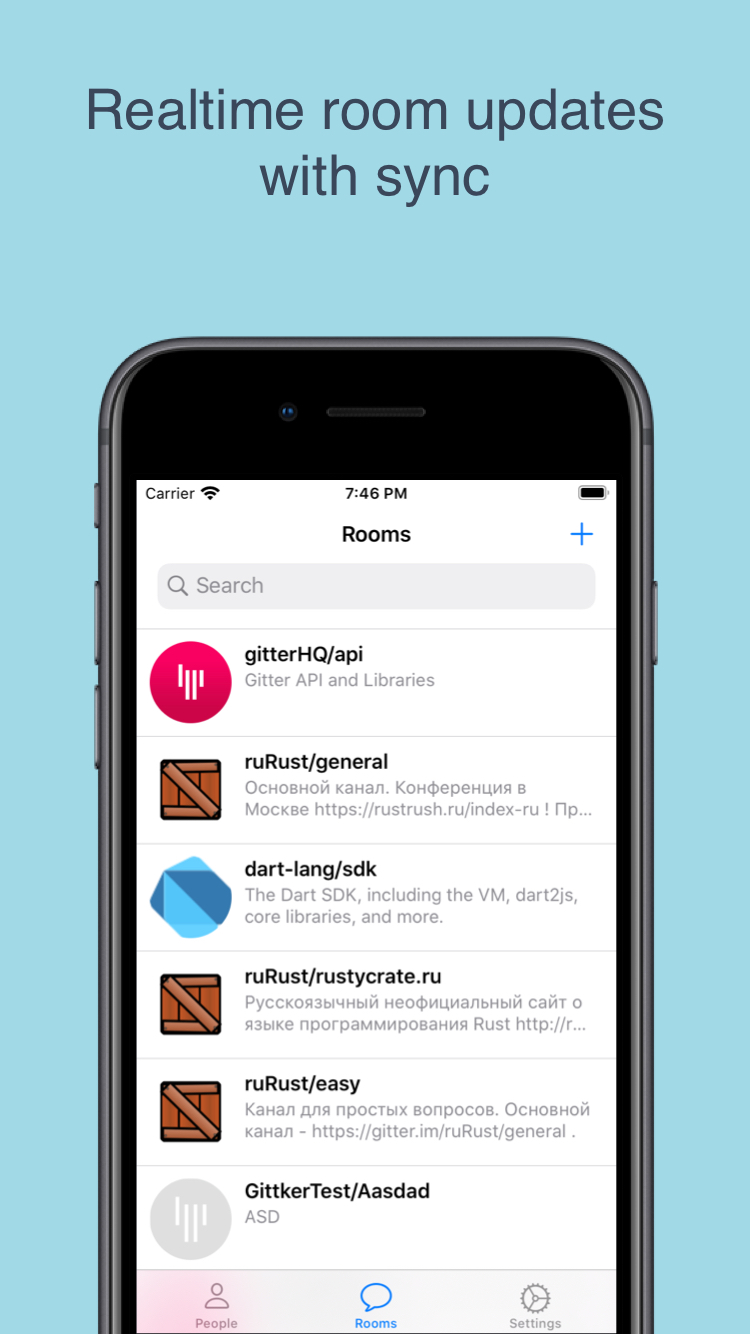 Realtime room updates
with sync
Carrier
7:46 PM
Rooms
Search
gitterHQ/api
Gitter API and Libraries
ruRust/general
Основной канал. Конференция в
Москве https://rustrush.ru/index-ru ! Пр...
dart-lang/sdk
The Dart SDK, including the VM, dart2js,
core libraries, and more.
ruRust/rustycrate.ru
Русскоязычный неофициальный сайт о
языке программирования Rust http://r...
ruRust/easy
Канал для простых вопросов. Основной
канал - https://gitter.im/ruRust/general .
GittkerTest/Aasdad
ASD
People
Rooms
Settings